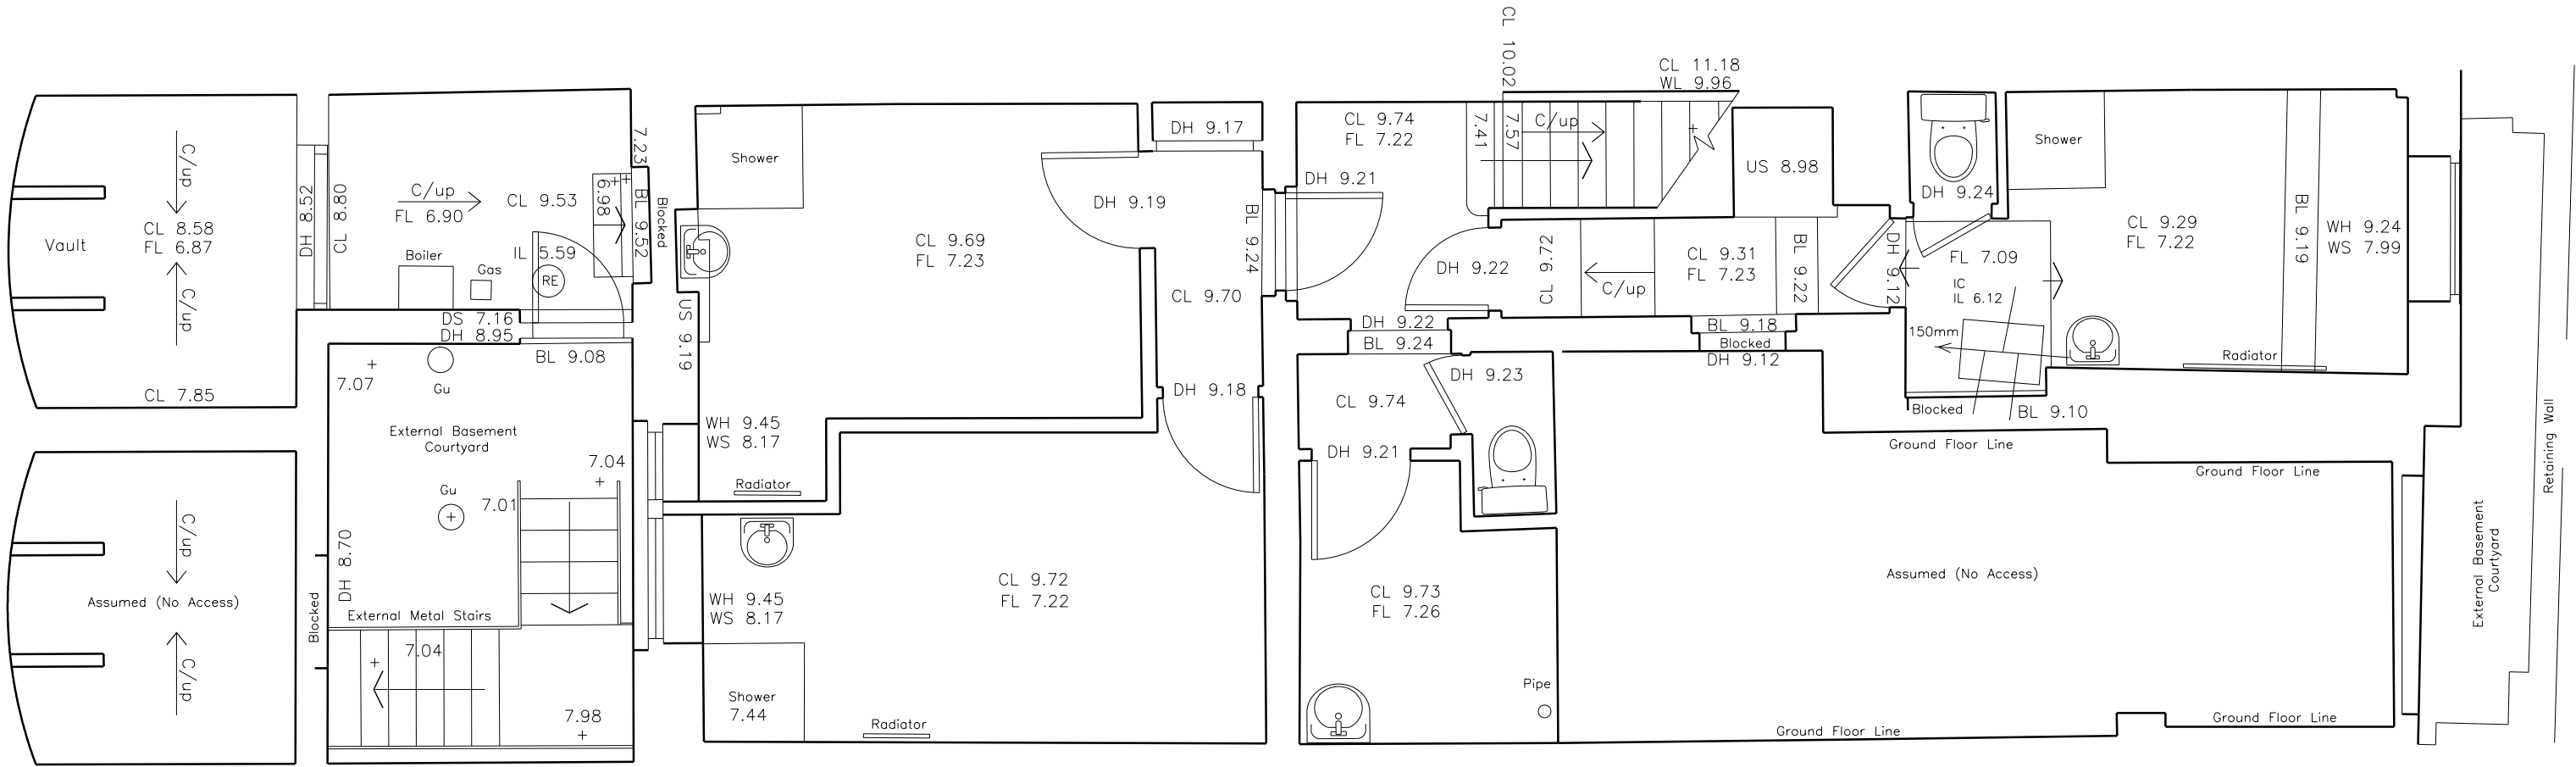 C/up
CL 8.58
FL 6.87
Vault
C/up
CL 7.85
DH 8.52
CL 8.80
C/up
FL 6.90
CL 9.53
Boiler
Gas
IL 5.59
RE
6.98
7.23
BL 9.52
Blocked
DS 7.16
DH 8.95
BL 9.08
7.07
Gu
External Basement
Courtyard
7.04
Gu
7.01
DH 8.70
External Metal Stairs
7.04
7.98
Blocked
C/up
Assumed (No Access)
C/up
Shower
US 9.19
CL 9.69
FL 7.23
WH 9.45
WS 8.17
Radiator
DH 9.17
DH 9.19
BL 9.24
CL 9.70
DH 9.18
WH 9.45
WS 8.17
CL 9.72
FL 7.22
Shower
7.44
Radiator
CL 9.74
FL 7.22
DH 9.21
CL 10.02
7.41
7.57
C/up
CL 11.18
WL 9.96
US 8.98
DH 9.22
CL 9.72
C/up
CL 9.31
FL 7.23
BL 9.22
DH 9.12
DH 9.22
BL 9.24
BL 9.18
Blocked
DH 9.12
CL 9.74
DH 9.23
DH 9.21
CL 9.73
FL 7.26
Pipe
DH 9.24
FL 7.09
IC
IL 6.12
150mm
Blocked
BL 9.10
Shower
CL 9.29
FL 7.22
BL 9.19
WH 9.24
WS 7.99
Radiator
Ground Floor Line
Ground Floor Line
Assumed (No Access)
Ground Floor Line
Ground Floor Line
External Basement
Courtyard
Retaining Wall